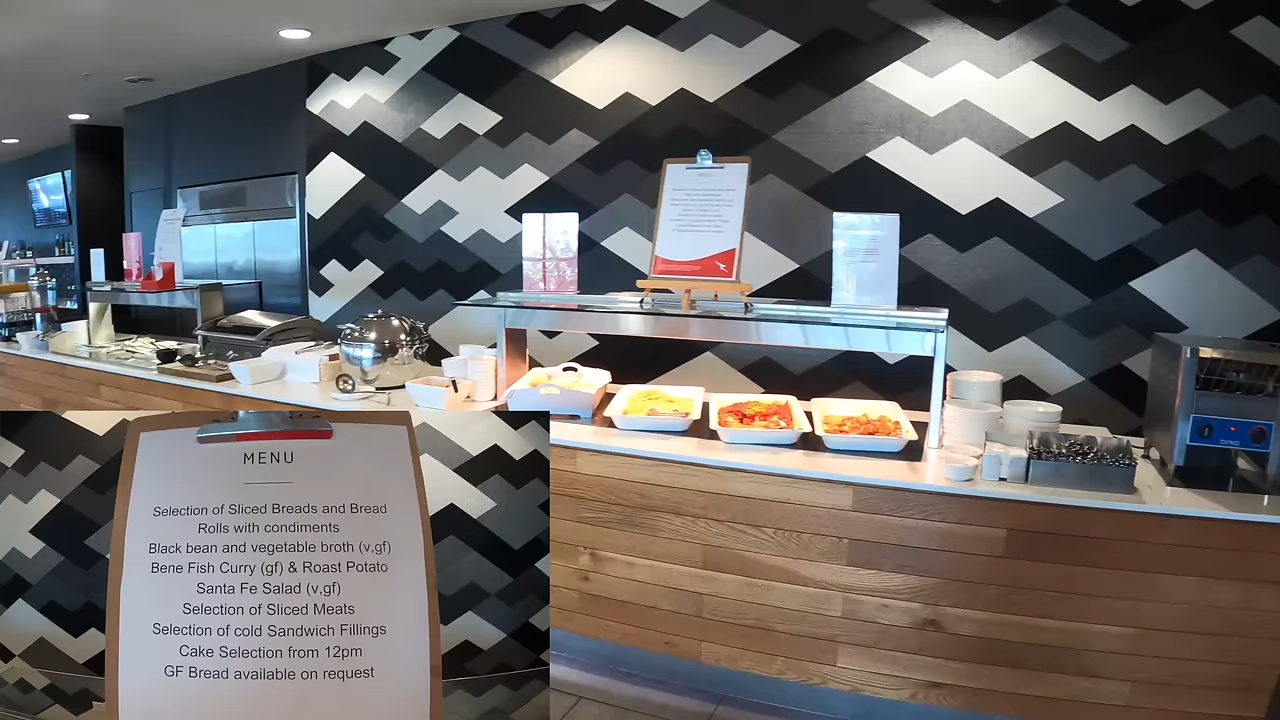 MENU
Selection of Sliced Breads and Bread
Rolls with condiments
Black bean and vegetable broth (v,gf)
Bene Fish Curry (gf) & Roast Potato
Santa Fe Salad (v,gf)
Selection of Sliced Meats
Selection of cold Sandwich Fillings
Cake Selection from 12pm
GF Bread available on request
MENU